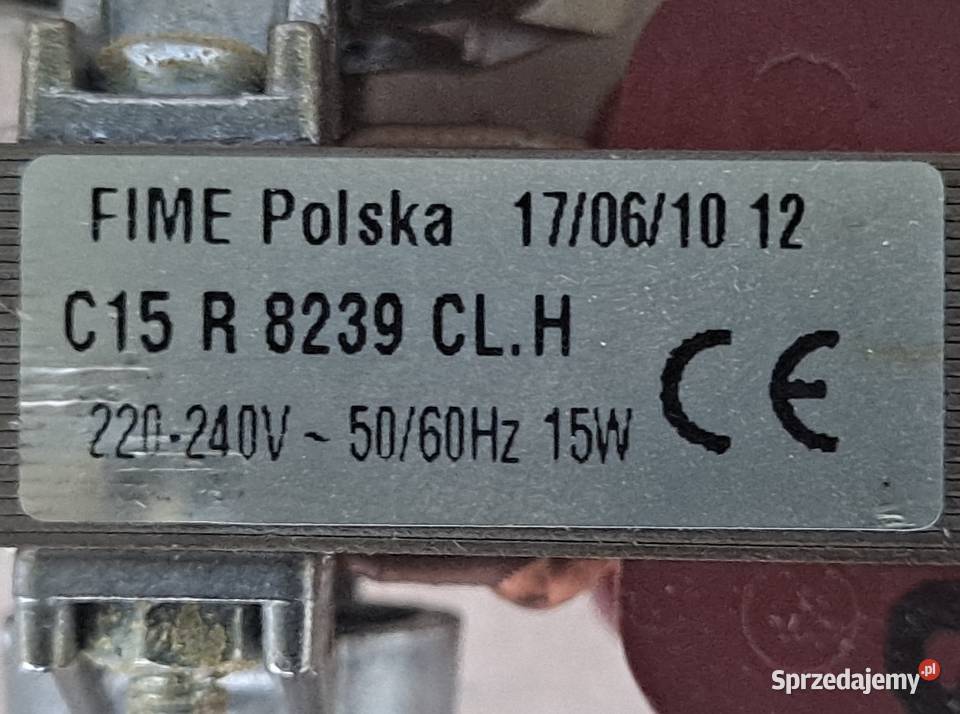 FIME Polska 17/06/10 12
C15 R 8239 CL.H
CE
220-240V ~ 50/60Hz 15W
Sprzedajemy.pl